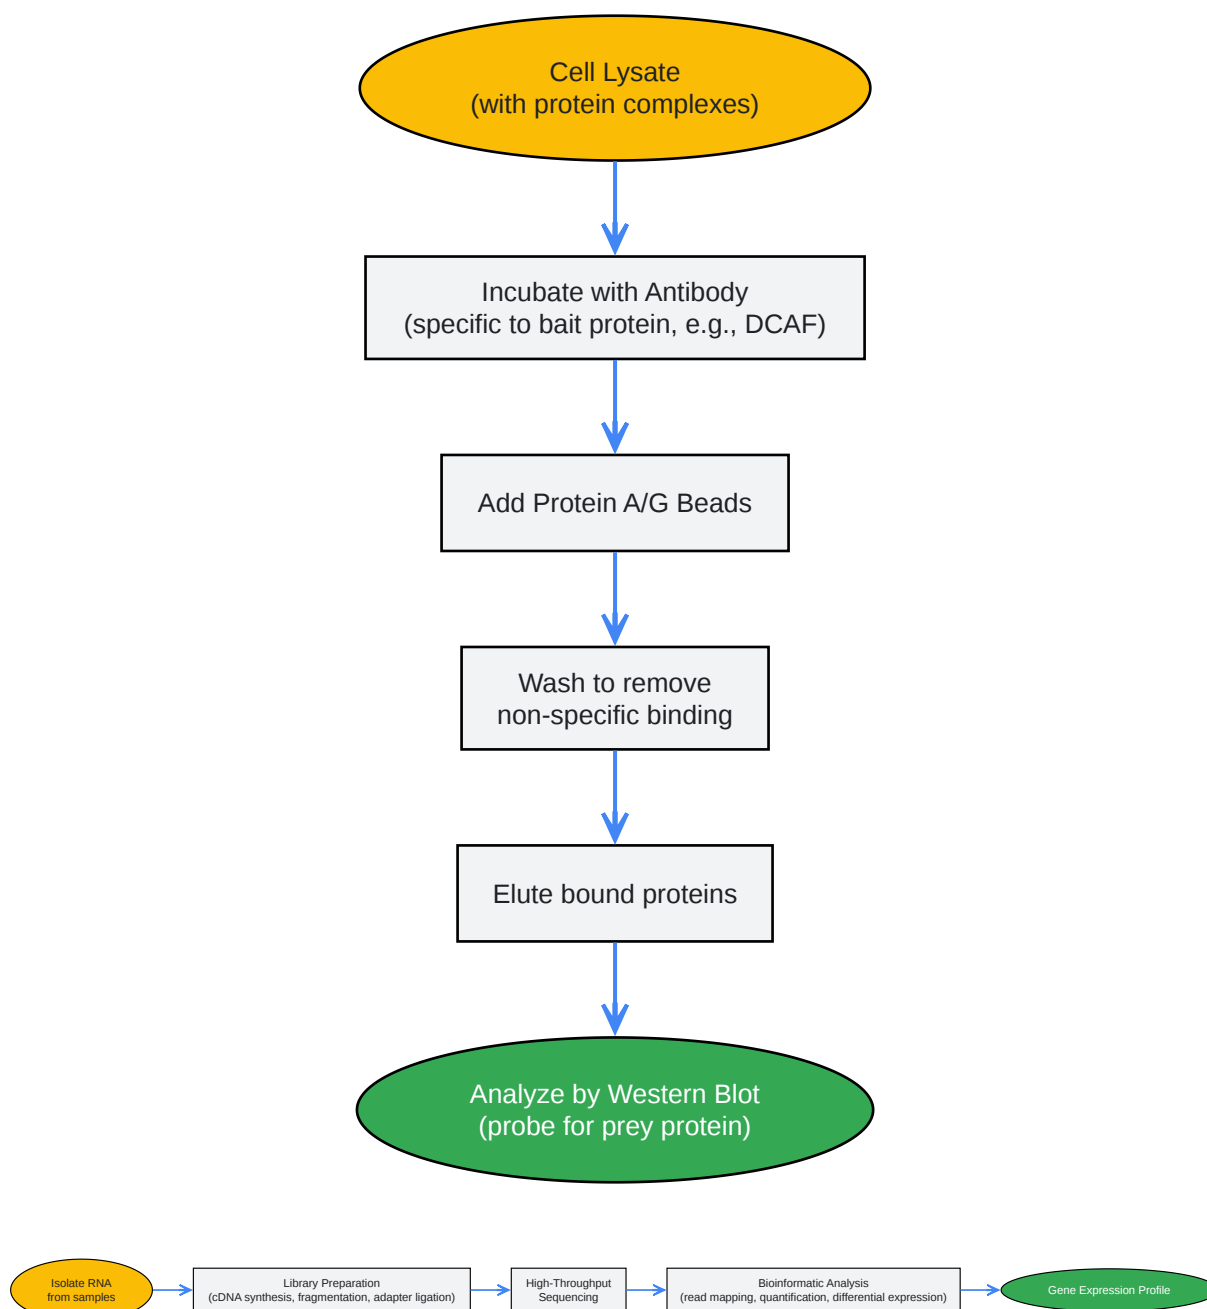 Cell Lysate
(with protein complexes)
Incubate with Antibody
(specific to bait protein, e.g., DCAF)
Add Protein A/G Beads
Wash to remove
non-specific binding
Elute bound proteins
Analyze by Western Blot
(probe for prey protein)
Isolate RNA
from samples
Library Preparation
(cDNA synthesis, fragmentation, adapter ligation)
High-Throughput
Sequencing
Bioinformatic Analysis
(read mapping, quantification, differential expression)
Gene Expression Profile